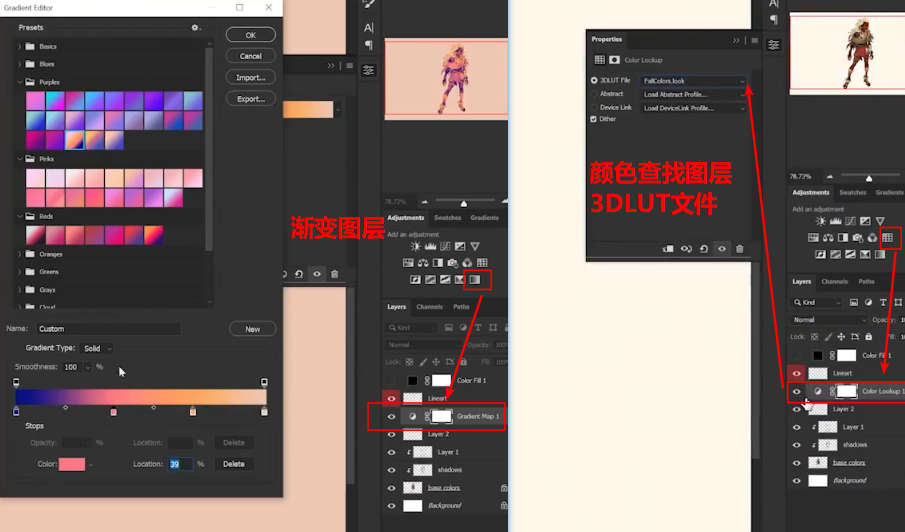 Gradient Editor
Presets
Basics
Blues
Purples
Pinks
Reds
Oranges
Greens
Grays
Cloud
OK
Cancel
Import...
Export...
Name: Custom
New
Gradient Type: Solid
Smoothness: 100 %
Stops
Opacity: %
Location: %
Delete
Color:
Location: 39 %
Delete
渐变图层
78.73%
Adjustments Swatches Gradients
Add an adjustment
Layers Channels Paths
Kind
Normal
Opacity: 100%
Lock:
Fill: 100
Color Fill 1
Lineart
Gradient Map 1
Layer 2
Layer 1
shadows
base colors
Background
Properties
Color Lookup
3DLUT File FallColors.look
Abstract Load Abstract Profile...
Device Link Load DeviceLink Profile...
Dither
颜色查找图层
3DLUT文件
78.73%
Adjustments Swatches Gradients
Add an adjustment
Layers Channels Paths
Kind
Normal
Opacity: 100
Lock:
Fill: 100
Color Fill 1
Lineart
Color Lookup 1
Layer 2
Layer 1
shadows
base colors
Background